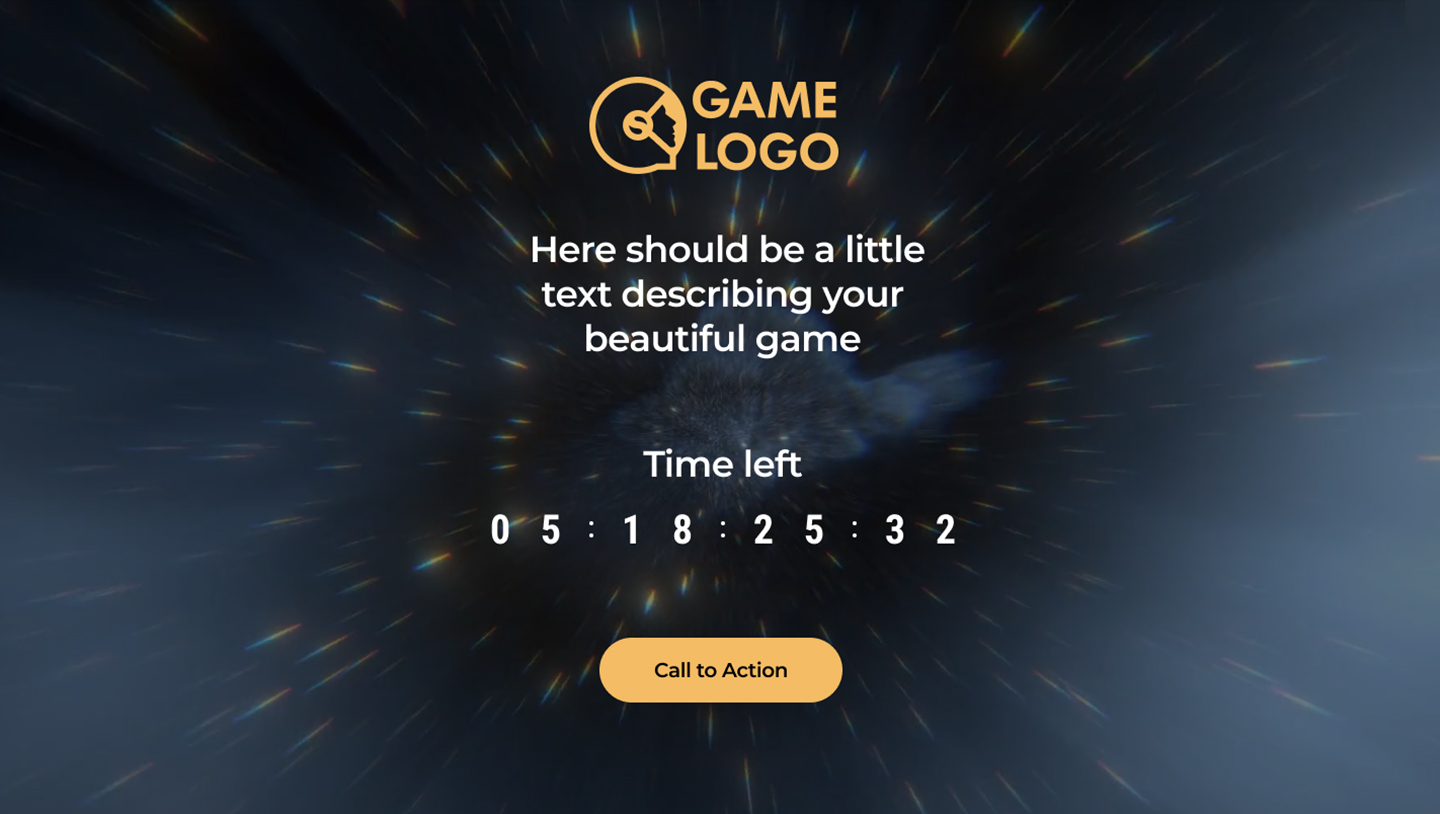 GAME
LOGO
Here should be a little
text describing your
beautiful game
Time left
05:18:25:32
Call to Action